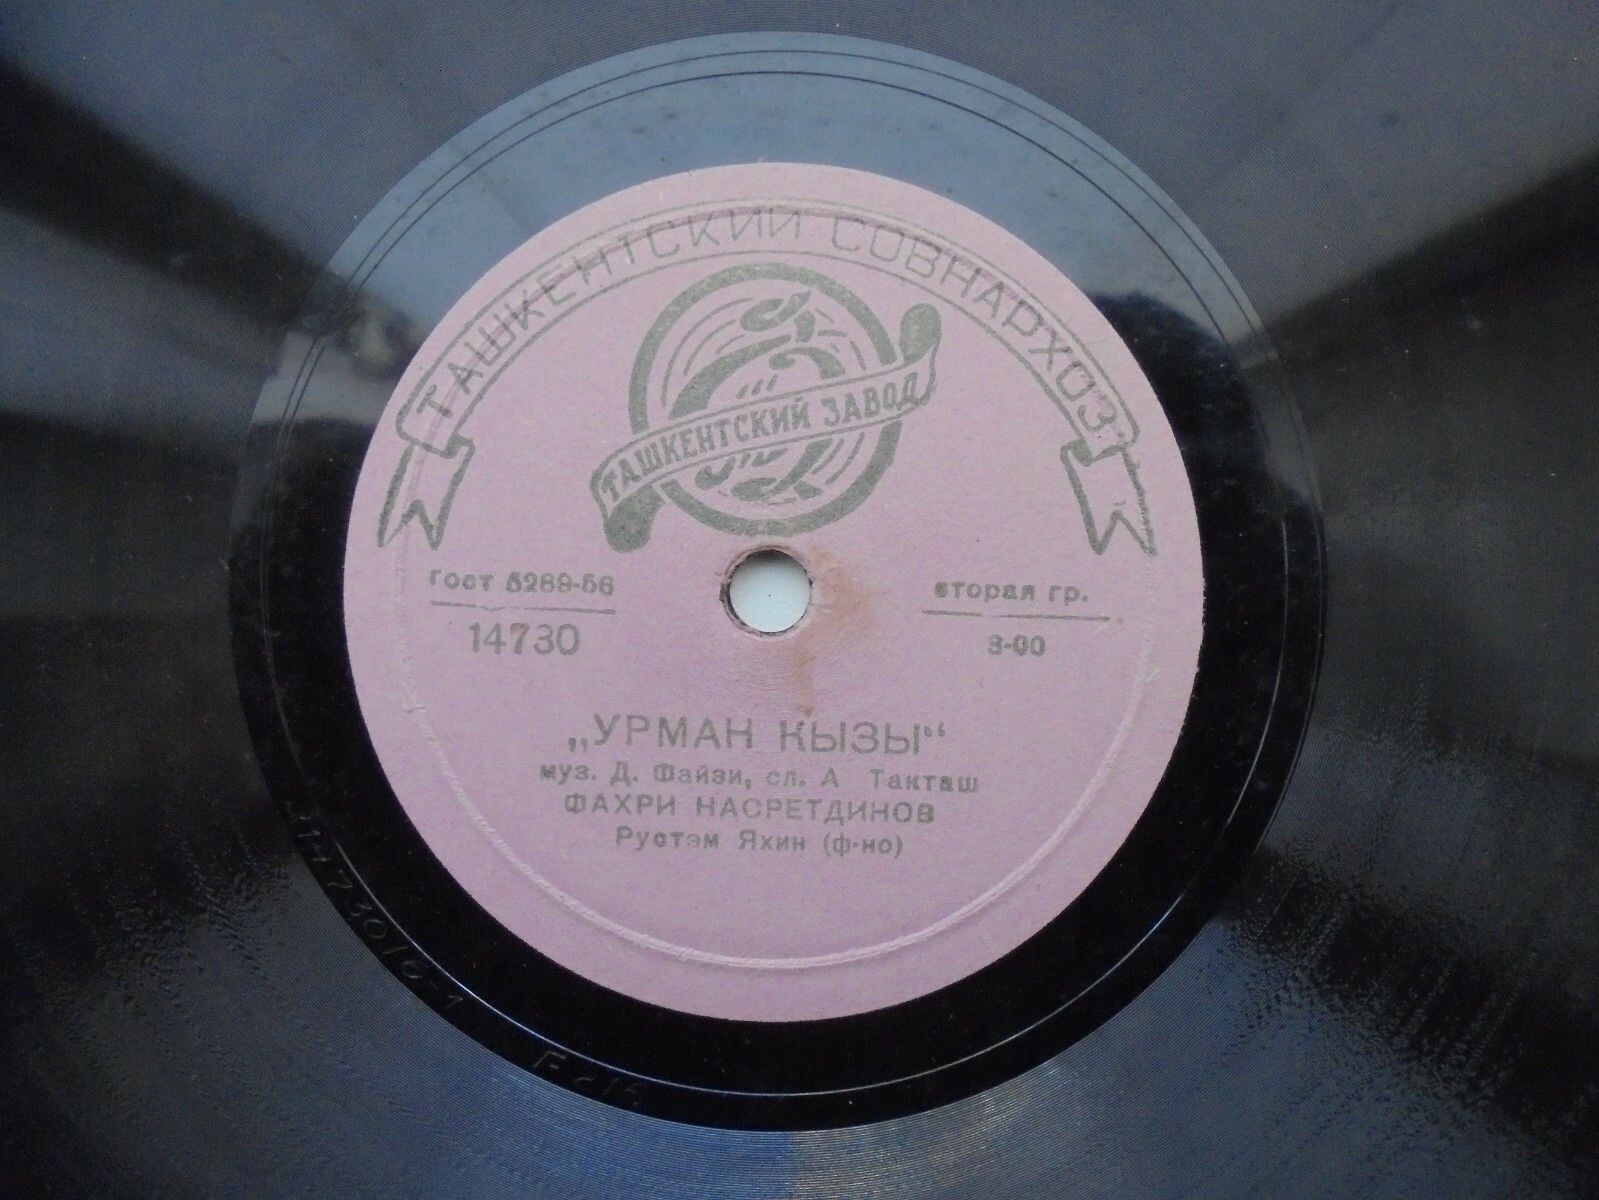 ТАШКЕНТСКИЙ СОВНАРХОЗ
ТАШКЕНТСКИЙ ЗАВОД
Гост 5289-56
вторая гр.
14730
3-00
„УРМАН КЫЗЫ“
муз. Д. Файзи, сл. А Такташ
ФАХРИ НАСРЕТДИНОВ
Рустэм Яхин (ф-но)